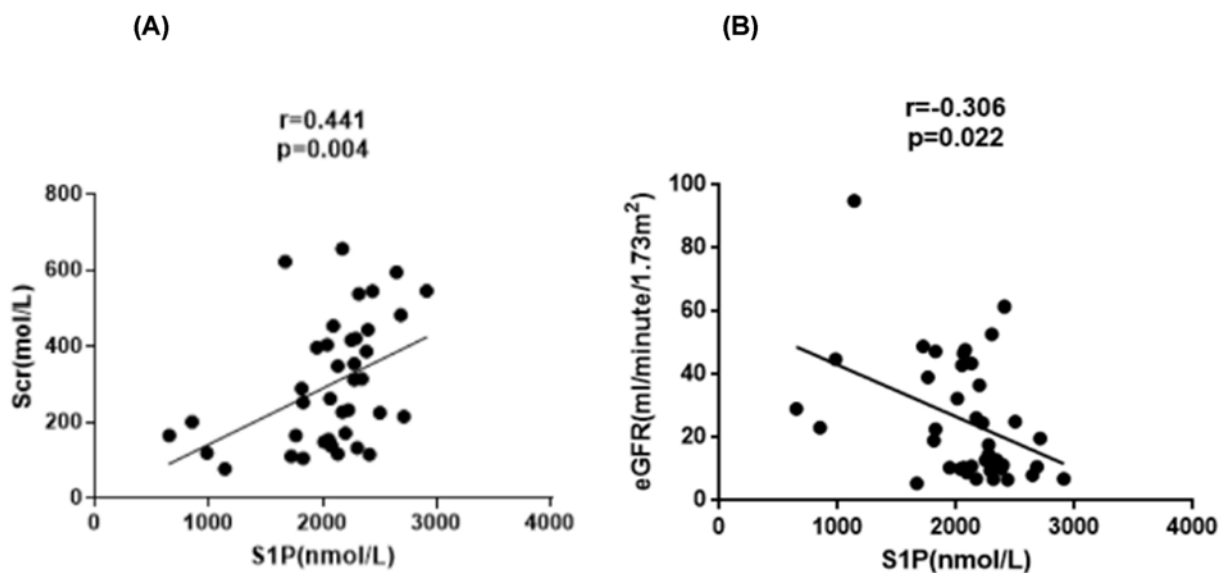 (A)
r=0.441
p=0.004
800
600
400
200
0
Scr(mol/L)
0 1000 2000 3000 4000
S1P(nmol/L)
(B)
r=-0.306
p=0.022
100
80
60
40
20
0
eGFR(ml/minute/1.73m²)
0 1000 2000 3000 4000
S1P(nmol/L)